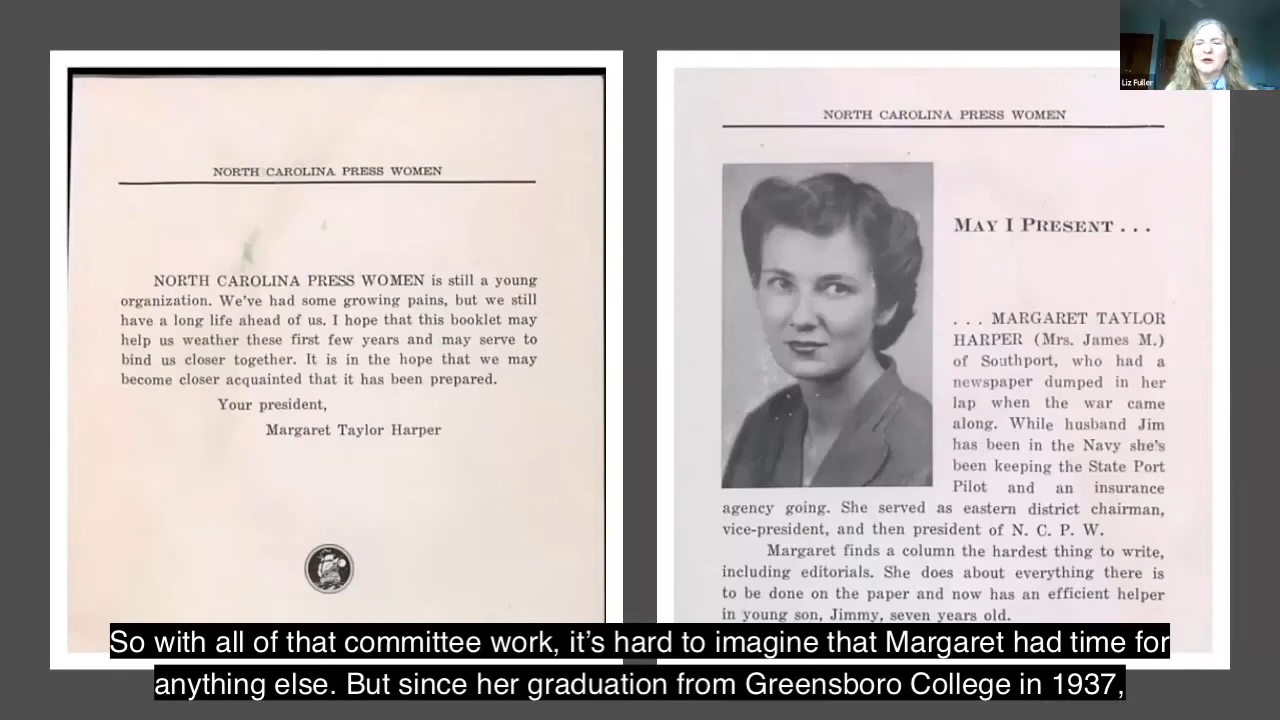 NORTH CAROLINA PRESS WOMEN
NORTH CAROLINA PRESS WOMEN is still a young
organization. We've had some growing pains, but we still
have a long life ahead of us. I hope that this booklet may
help us weather these first few years and may serve to
bind us closer together. It is in the hope that we may
become closer acquainted that it has been prepared.
Your president,
Margaret Taylor Harper
NORTH CAROLINA PRESS WOMEN
MAY I PRESENT . . .
. . . MARGARET TAYLOR
HARPER (Mrs. James M.)
of Southport, who had a
newspaper dumped in her
lap when the war came
along. While husband Jim
has been in the Navy she's
been keeping the State Port
Pilot and an insurance
agency going. She served as eastern district chairman,
vice-president, and then president of N. C. P. W.
Margaret finds a column the hardest thing to write,
including editorials. She does about everything there is
to be done on the paper and now has an efficient helper
in young son, Jimmy, seven years old.
Liz Fuller
So with all of that committee work, it's hard to imagine that Margaret had time for
anything else. But since her graduation from Greensboro College in 1937,